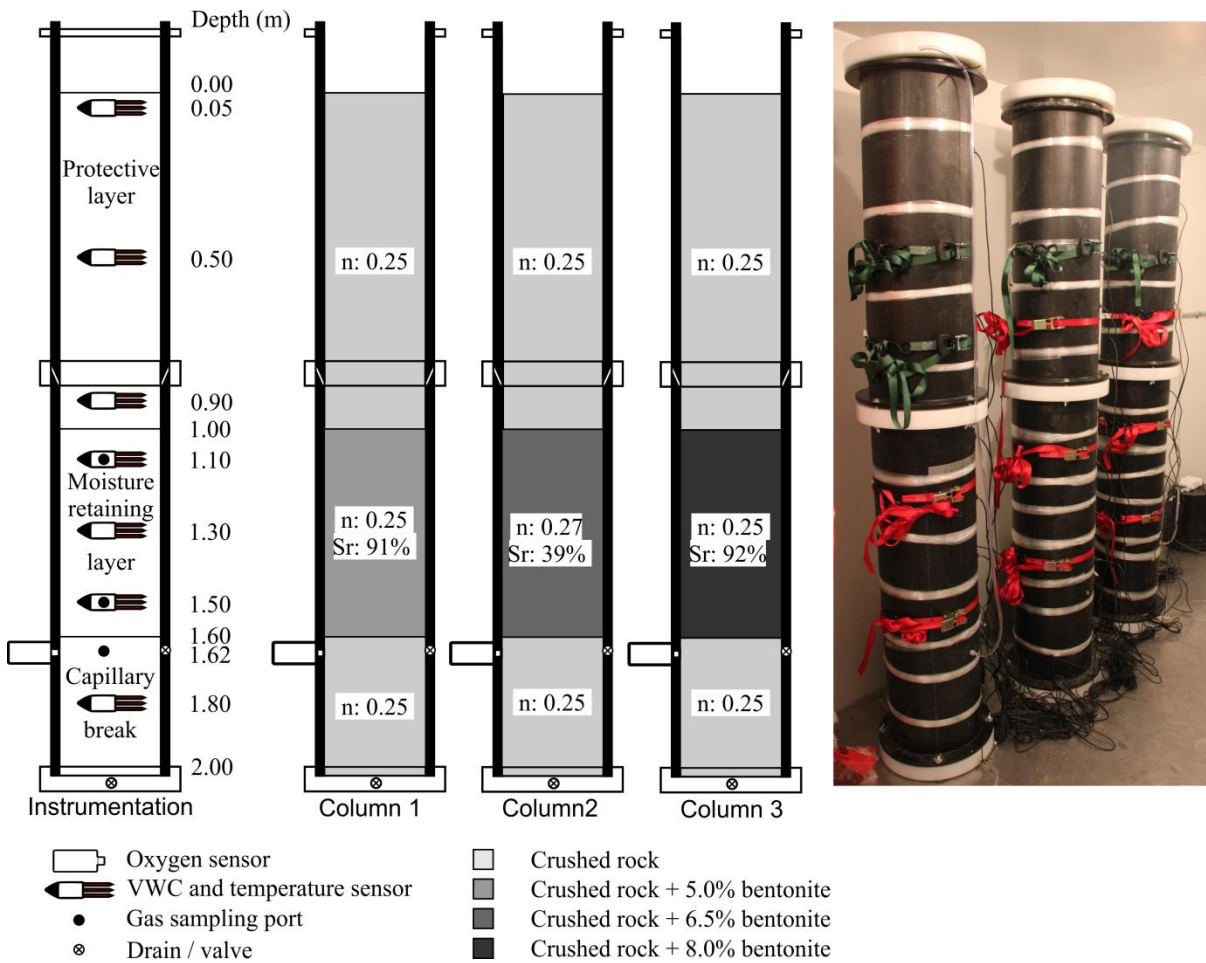 Depth (m)
0.00
0.05
Protective
layer
0.50
0.90
1.00
1.10
Moisture
retaining
1.30
layer
1.50
1.60
1.62
Capillary
1.80
break
2.00
Instrumentation
n: 0.25
n: 0.25
n: 0.25
n: 0.25
Sr: 91%
n: 0.27
Sr: 39%
n: 0.25
Sr: 92%
n: 0.25
n: 0.25
n: 0.25
Column 1
Column2
Column 3
Oxygen sensor
VWC and temperature sensor
Gas sampling port
Drain / valve
Crushed rock
Crushed rock + 5.0% bentonite
Crushed rock + 6.5% bentonite
Crushed rock + 8.0% bentonite